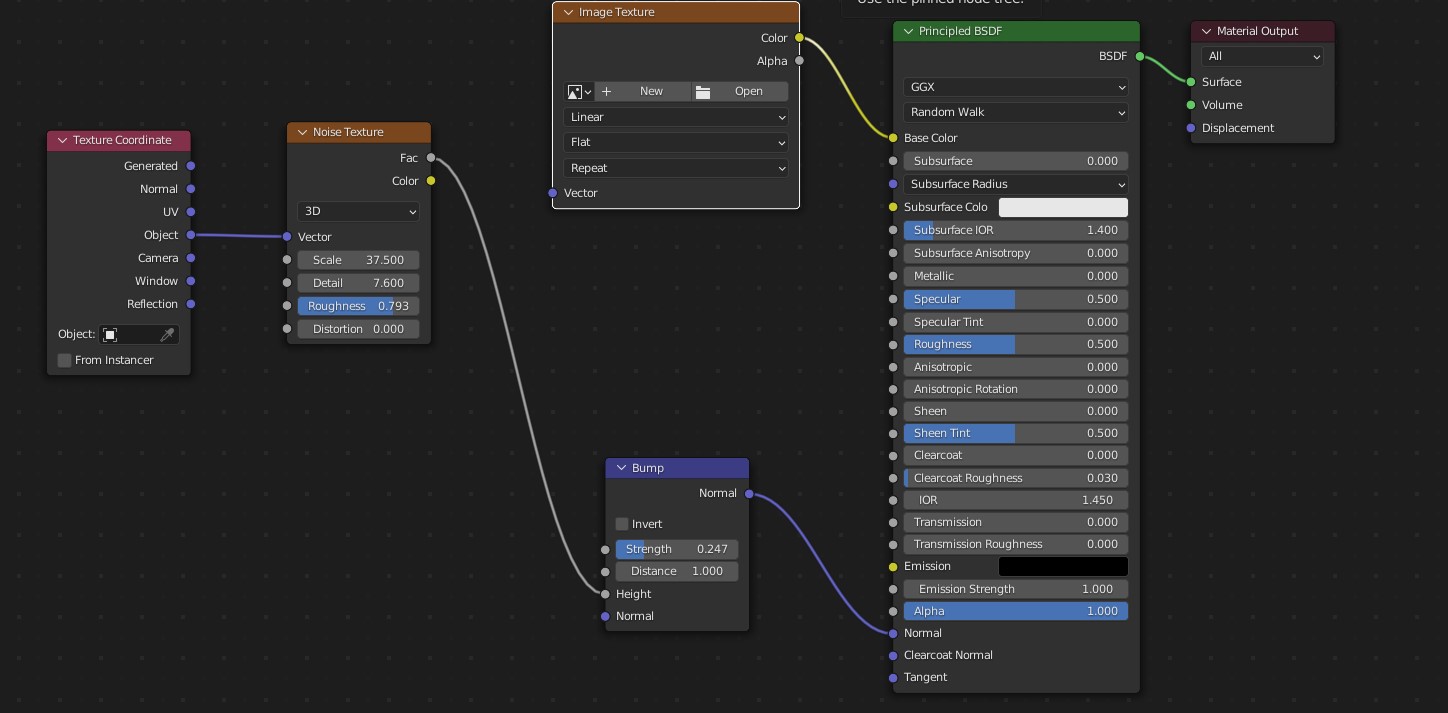 Use the pinned node tree.
Image Texture
Color
Alpha
New
Open
Linear
Flat
Repeat
Vector
Texture Coordinate
Generated
Normal
UV
Object
Camera
Window
Reflection
Object:
From Instancer
Noise Texture
Fac
Color
3D
Vector
Scale 37.500
Detail 7.600
Roughness 0.793
Distortion 0.000
Bump
Normal
Invert
Strength 0.247
Distance 1.000
Height
Normal
Principled BSDF
BSDF
GGX
Random Walk
Base Color
Subsurface 0.000
Subsurface Radius
Subsurface Colo
Subsurface IOR 1.400
Subsurface Anisotropy 0.000
Metallic 0.000
Specular 0.500
Specular Tint 0.000
Roughness 0.500
Anisotropic 0.000
Anisotropic Rotation 0.000
Sheen 0.000
Sheen Tint 0.500
Clearcoat 0.000
Clearcoat Roughness 0.030
IOR 1.450
Transmission 0.000
Transmission Roughness 0.000
Emission
Emission Strength 1.000
Alpha 1.000
Normal
Clearcoat Normal
Tangent
Material Output
All
Surface
Volume
Displacement